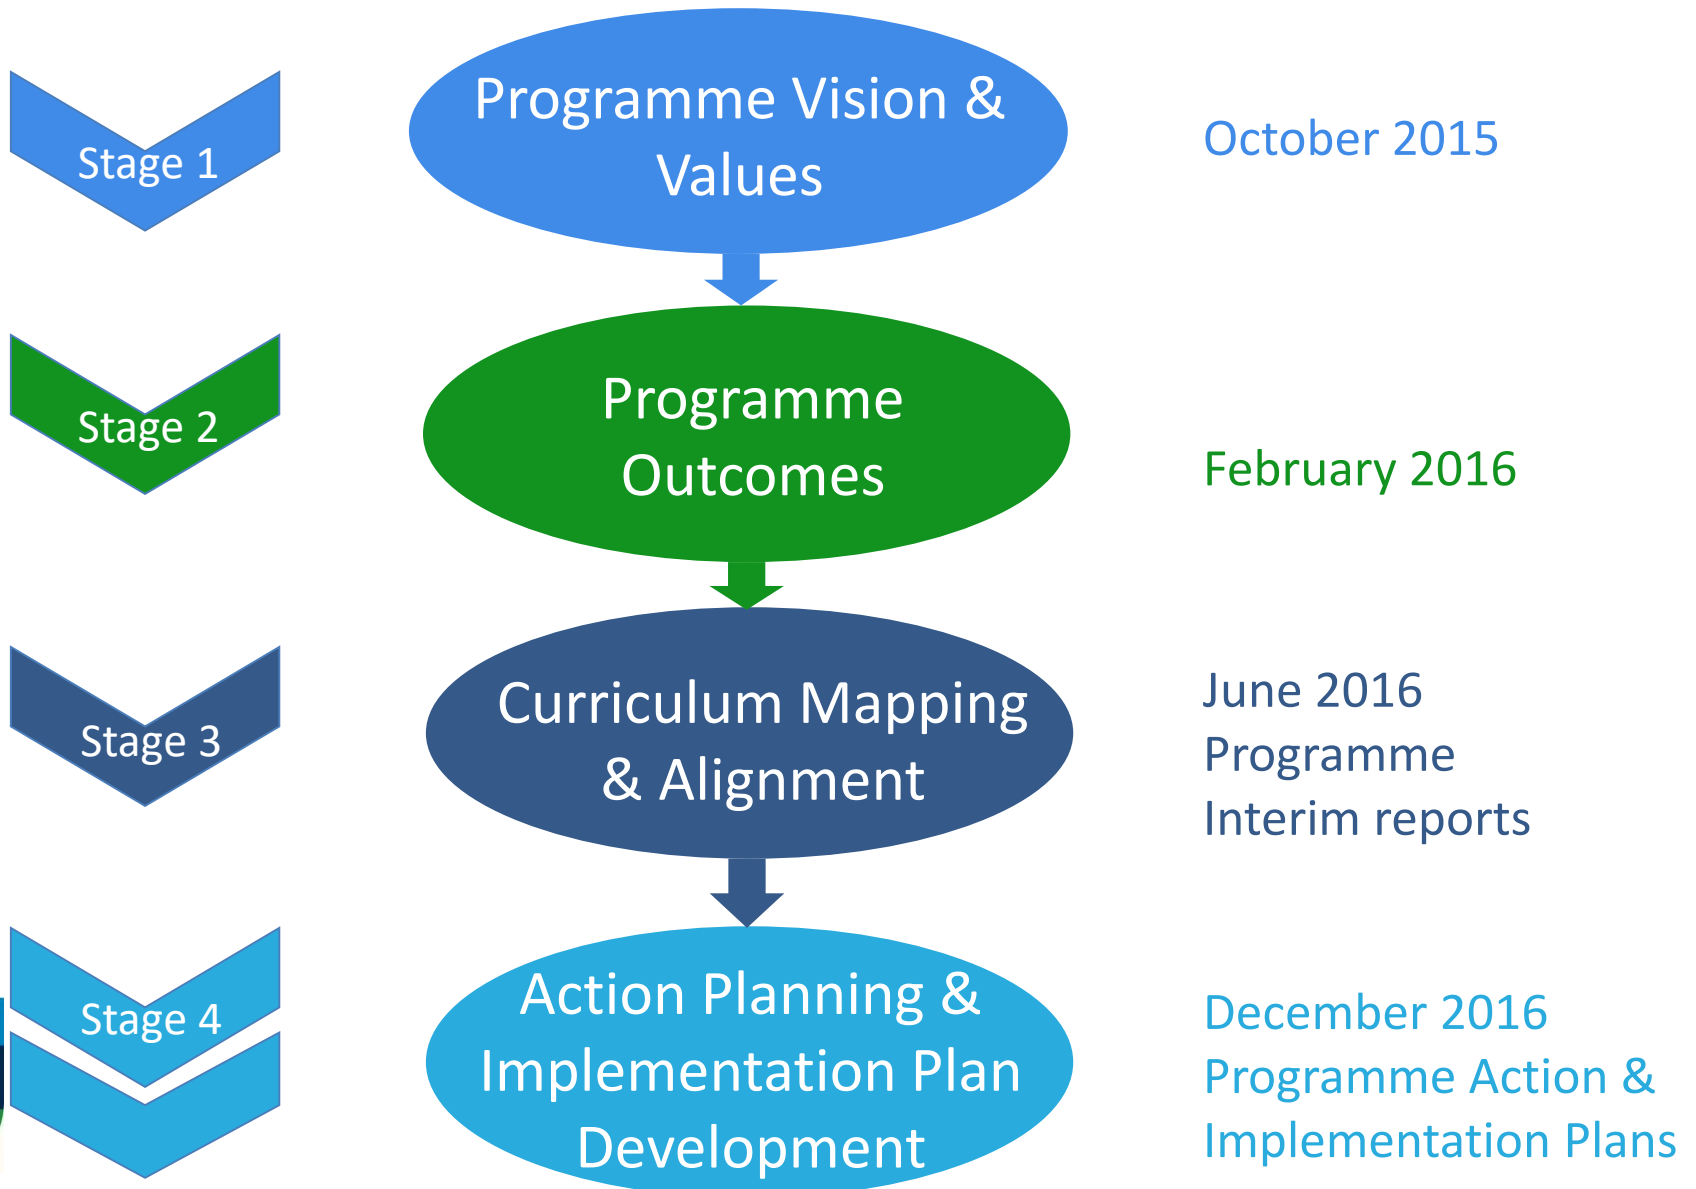 Stage 1
Programme Vision &
Values
October 2015
Stage 2
Programme
Outcomes
February 2016
Stage 3
Curriculum Mapping
& Alignment
June 2016
Programme
Interim reports
Stage 4
Action Planning &
Implementation Plan
Development
December 2016
Programme Action &
Implementation Plans